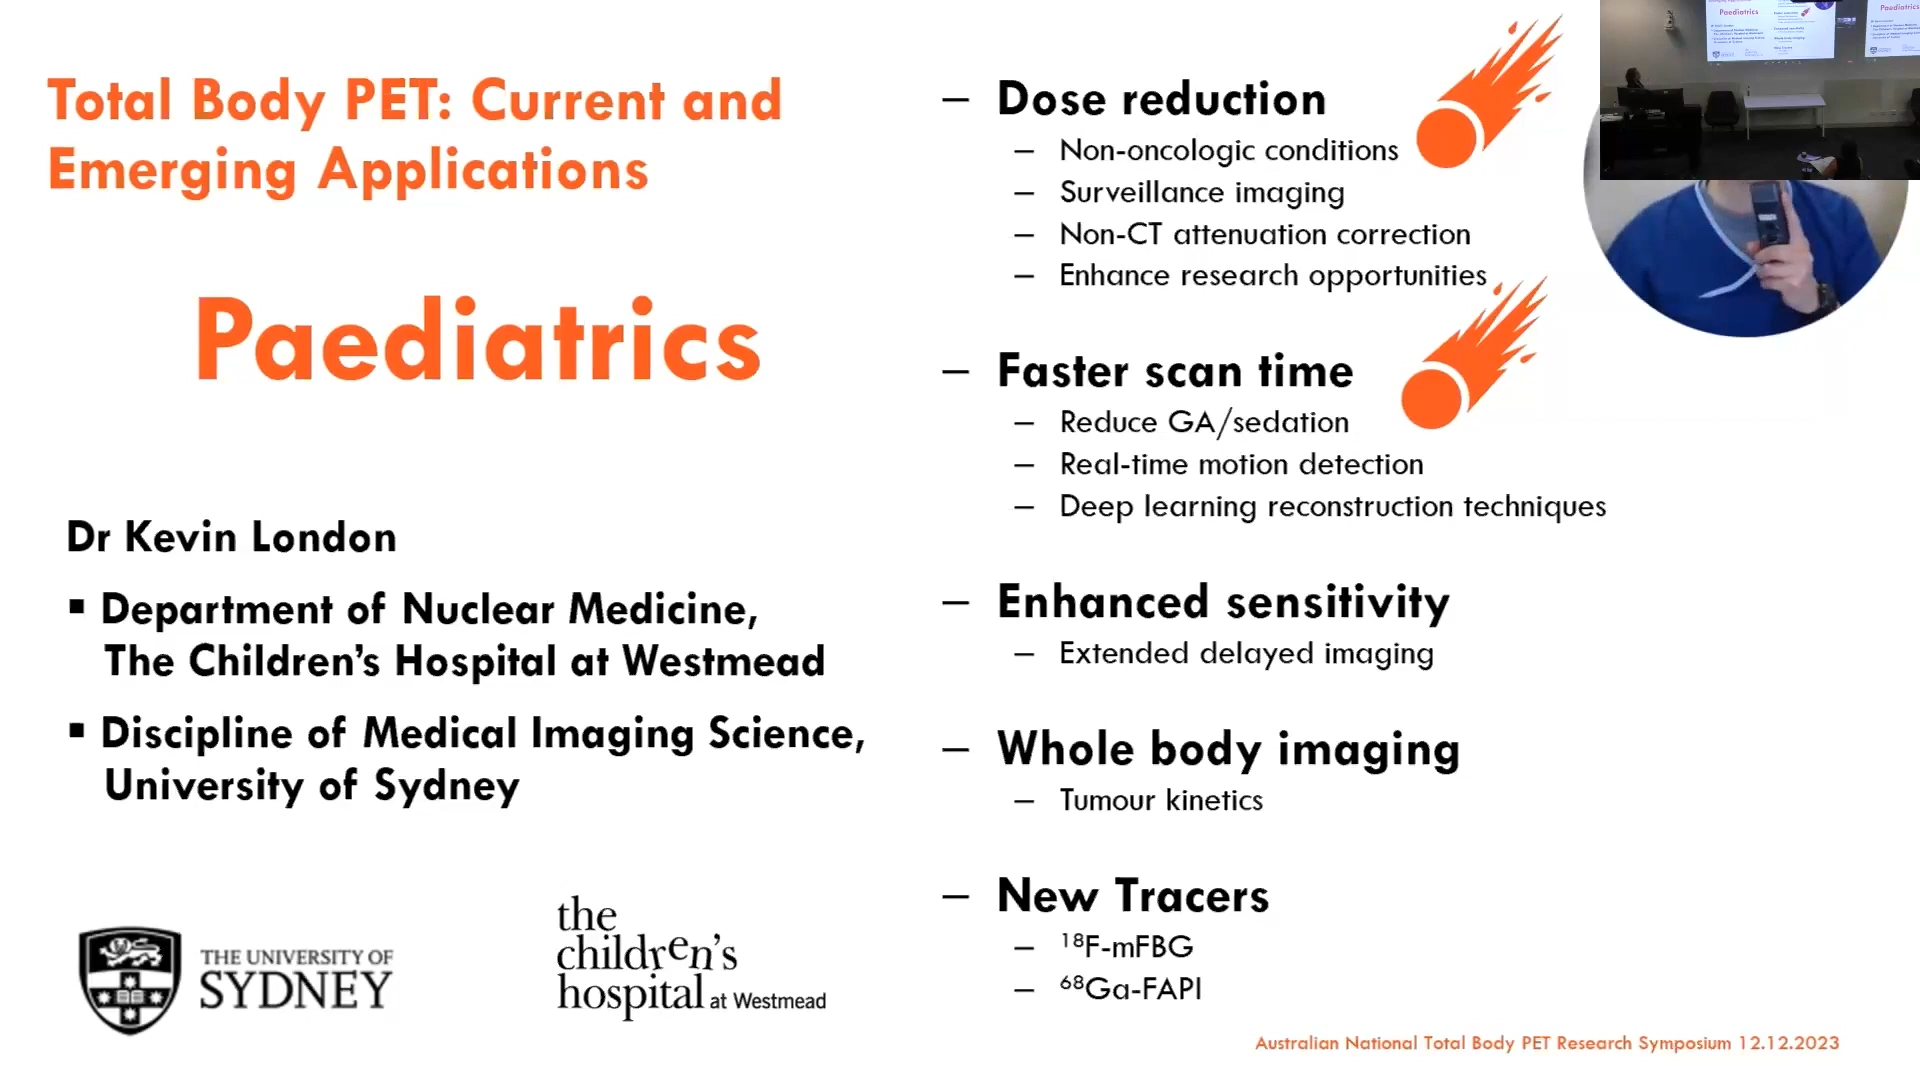 Total Body PET: Current and
Emerging Applications
Paediatrics
Dr Kevin London
▪ Department of Nuclear Medicine,
The Children's Hospital at Westmead
▪ Discipline of Medical Imaging Science,
University of Sydney
THE UNIVERSITY OF
SYDNEY
the
children's
hospital at Westmead
– Dose reduction
– Non-oncologic conditions
– Surveillance imaging
– Non-CT attenuation correction
– Enhance research opportunities
– Faster scan time
– Reduce GA/sedation
– Real-time motion detection
– Deep learning reconstruction techniques
– Enhanced sensitivity
– Extended delayed imaging
– Whole body imaging
– Tumour kinetics
– New Tracers
– ¹⁸F-mFBG
– ⁶⁸Ga-FAPI
Australian National Total Body PET Research Symposium 12.12.2023
Paediatrics
Paediatrics